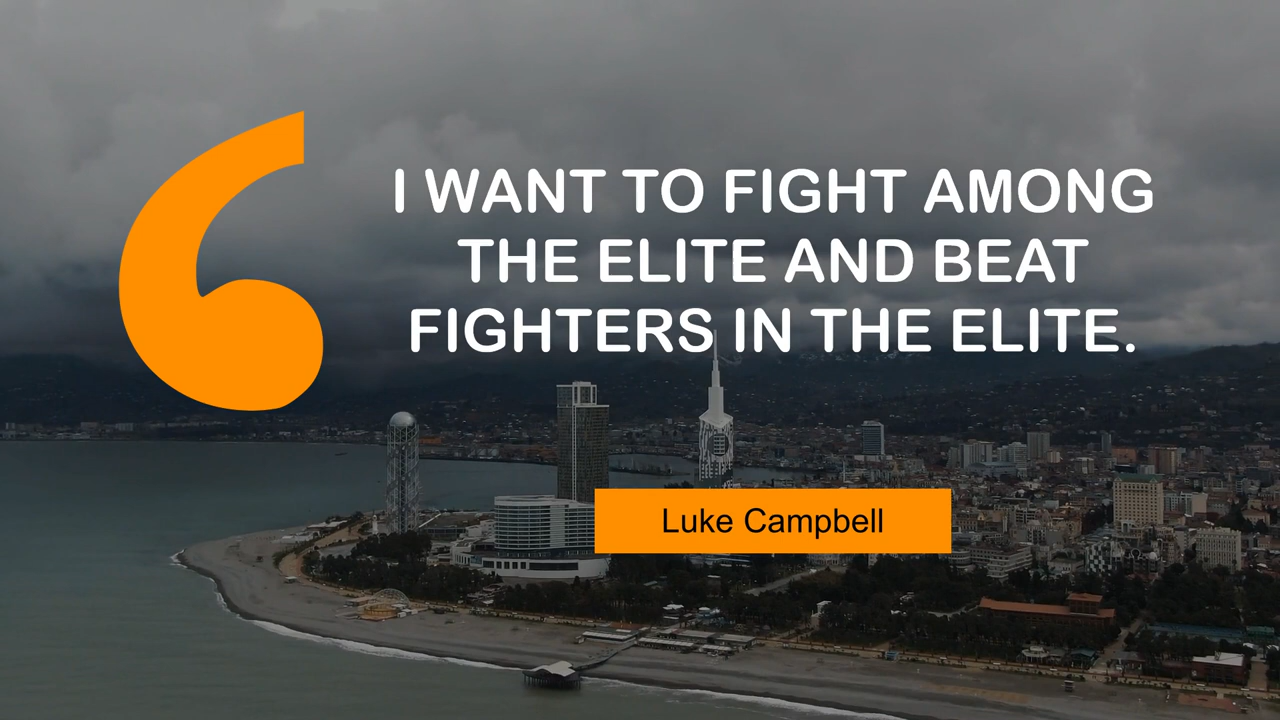 I WANT TO FIGHT AMONG
THE ELITE AND BEAT
FIGHTERS IN THE ELITE.
Luke Campbell